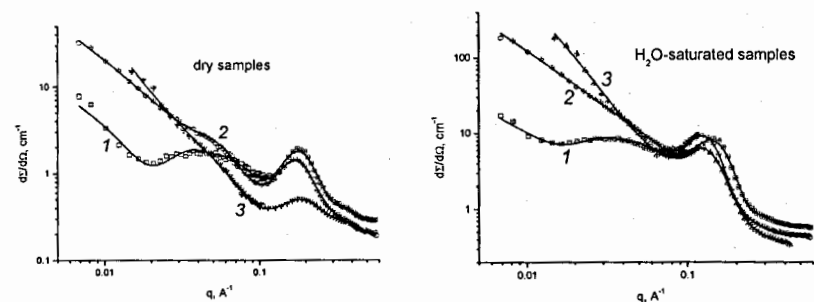 dry samples
dΣ/dΩ, cm⁻¹
10
1
0.1
0.01
0.1
q, A⁻¹
1
2
3
H₂O-saturated samples
dΣ/dΩ, cm⁻¹
100
10
1
0.01
0.1
q, A⁻¹
3
2
1